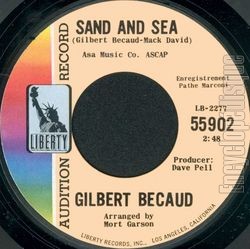 SAND AND SEA
(Gilbert Becaud-Mack David)
Asa Music Co. ASCAP
Enregistrement
Pathe Marconi
LB-2277
55902
2:48
Producer:
Dave Pell
LIBERTY
AUDITION RECORD
GILBERT BECAUD
Arranged by
Mort Garson
LIBERTY RECORDS, INC., LOS ANGELES, CALIFORNIA